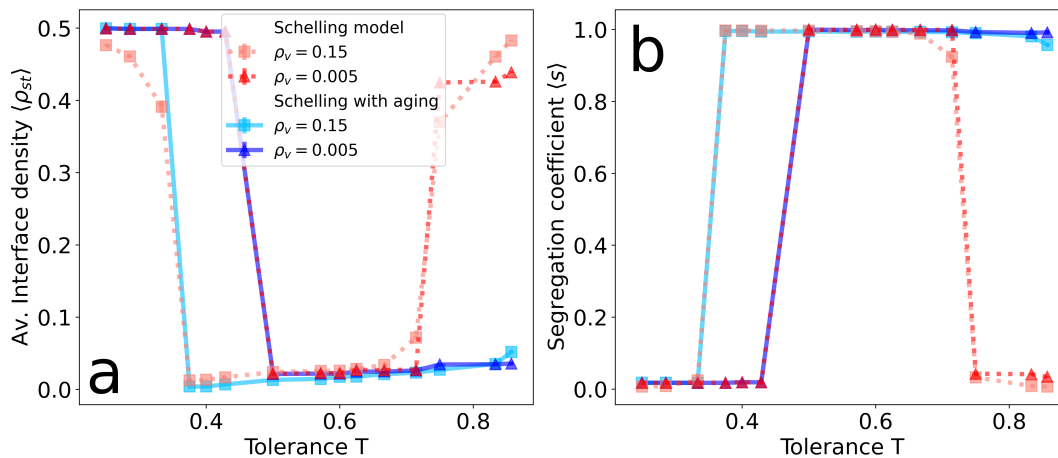 Av. Interface density ⟨ρst⟩
0.5
0.4
0.3
0.2
0.1
0.0
Schelling model
ρv = 0.15
ρv = 0.005
Schelling with aging
ρv = 0.15
ρv = 0.005
a
0.4
0.6
0.8
Tolerance T
Segregation coefficient ⟨s⟩
1.0
0.8
0.6
0.4
0.2
0.0
b
0.4
0.6
0.8
Tolerance T